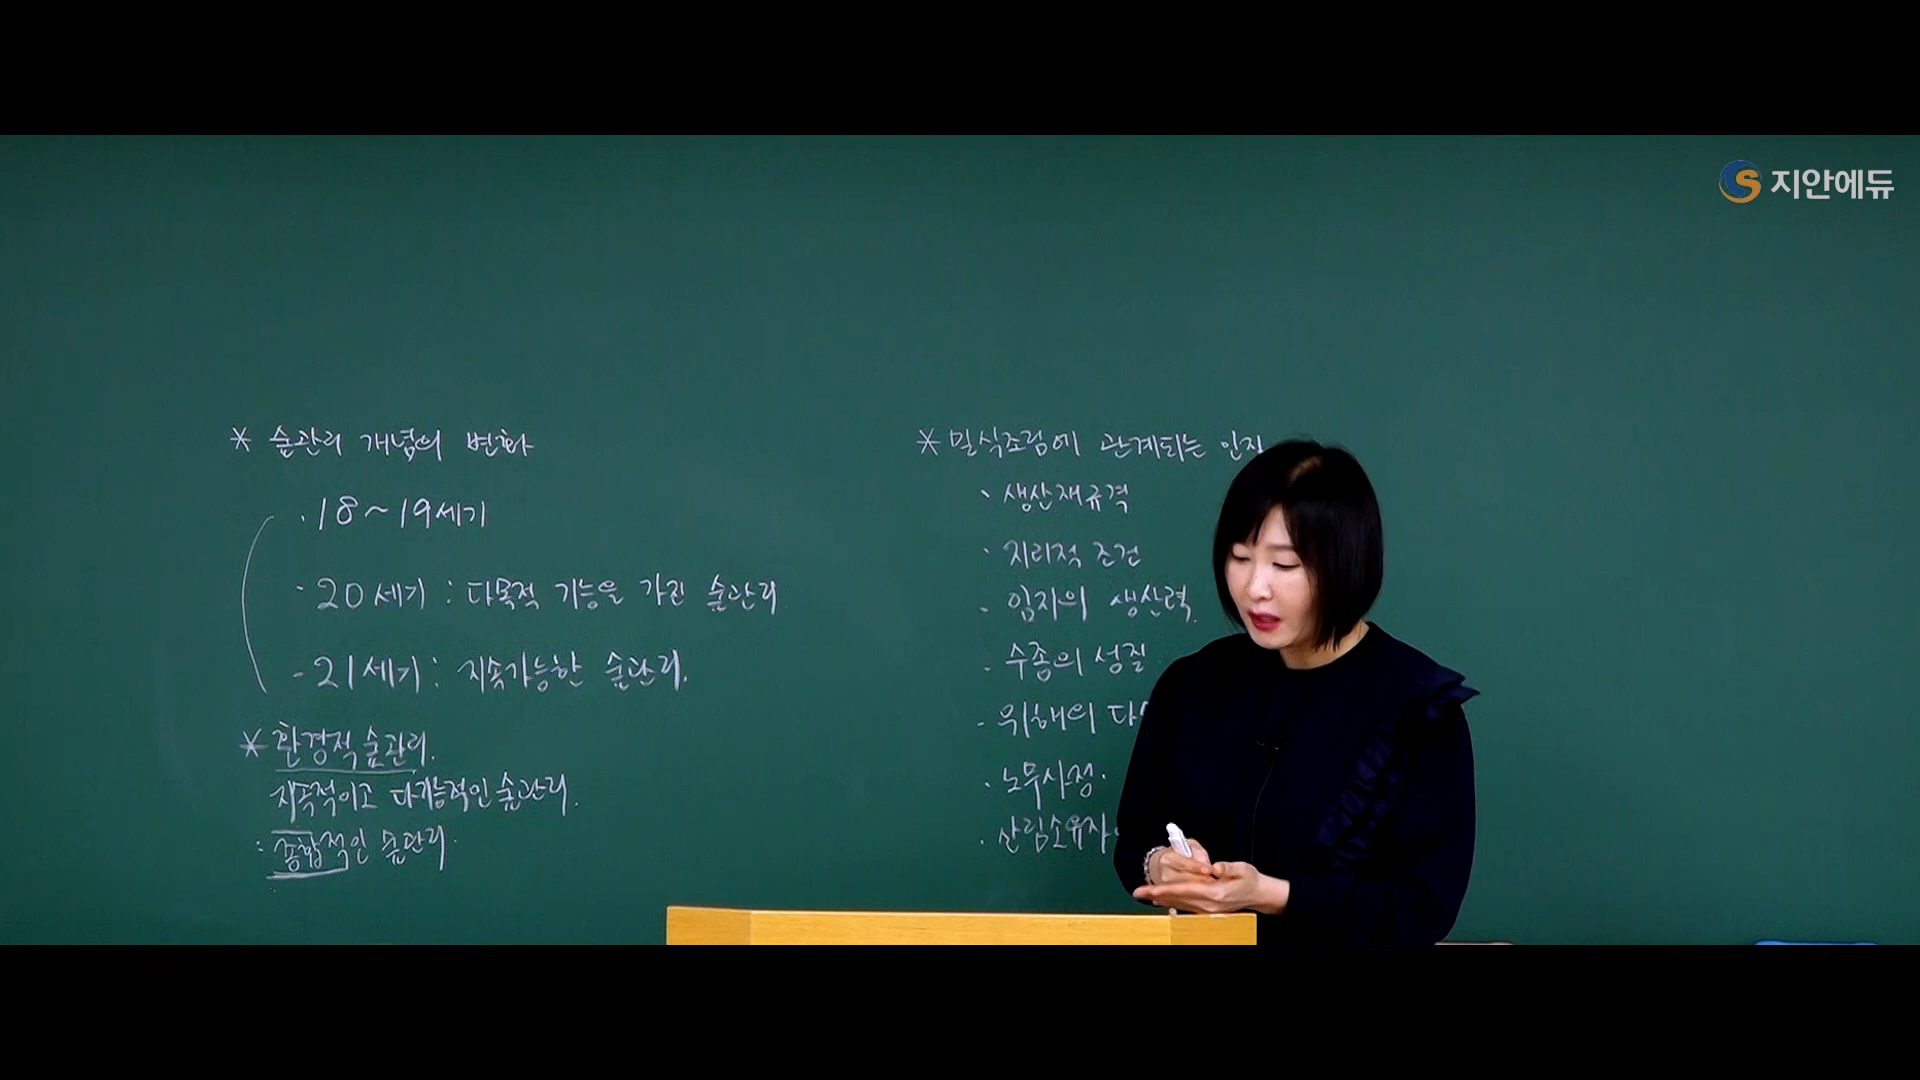 지안에듀
* 숲관리 개념의 변화
· 18~19세기
- 20세기 : 다목적 기능을 가진 숲관리
- 21세기 : 지속가능한 숲관리.
* 환경적 숲관리.
지속적이고 다기능적인 숲관리.
: 종합적인 숲관리.
* 밀식조림에 관계되는 인자
· 생산재규격
· 지리적 조건
- 임지의 생산력.
- 수종의 성질
- 위해의
· 노무사정.
· 산림소유자